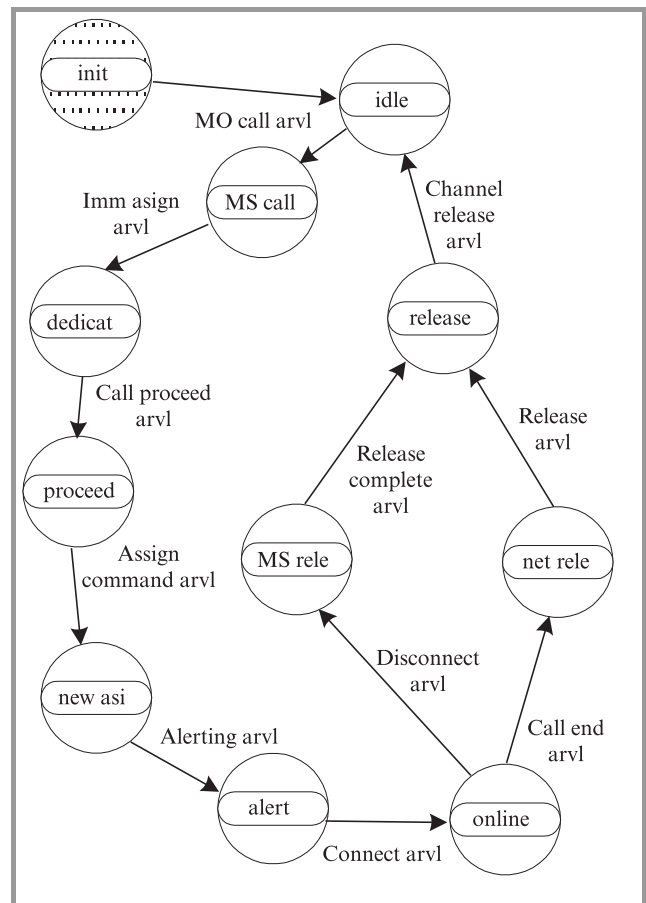 init
idle
MO call arvl
MS call
Imm asign
arvl
Channel
release
arvl
dedicat
release
Call proceed
arvl
Release
arvl
Release
complete
arvl
proceed
Assign
command arvl
MS rele
net rele
Disconnect
arvl
new asi
Alerting arvl
Call end
arvl
alert
online
Connect arvl